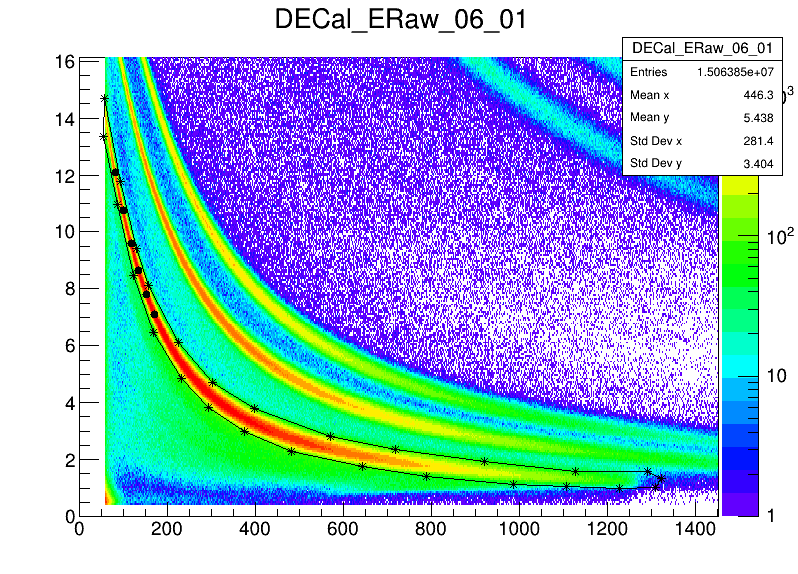 DECal_ERaw_06_01
DECal_ERaw_06_01
Entries 1.506385e+07
Mean x 446.3
Mean y 5.438
Std Dev x 281.4
Std Dev y 3.404
16
14
12
10
8
6
4
2
0
0 200 400 600 800 1000 1200 1400
3
10²
10
1